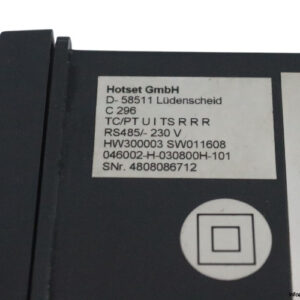 Hotset GmbH
D- 58511 Lüdenscheid
C 296
TC/PT U I TS R R R
RS485/- 230 V
HW300003 SW011608
046002-H-030800H-101
SNr. 4808086712